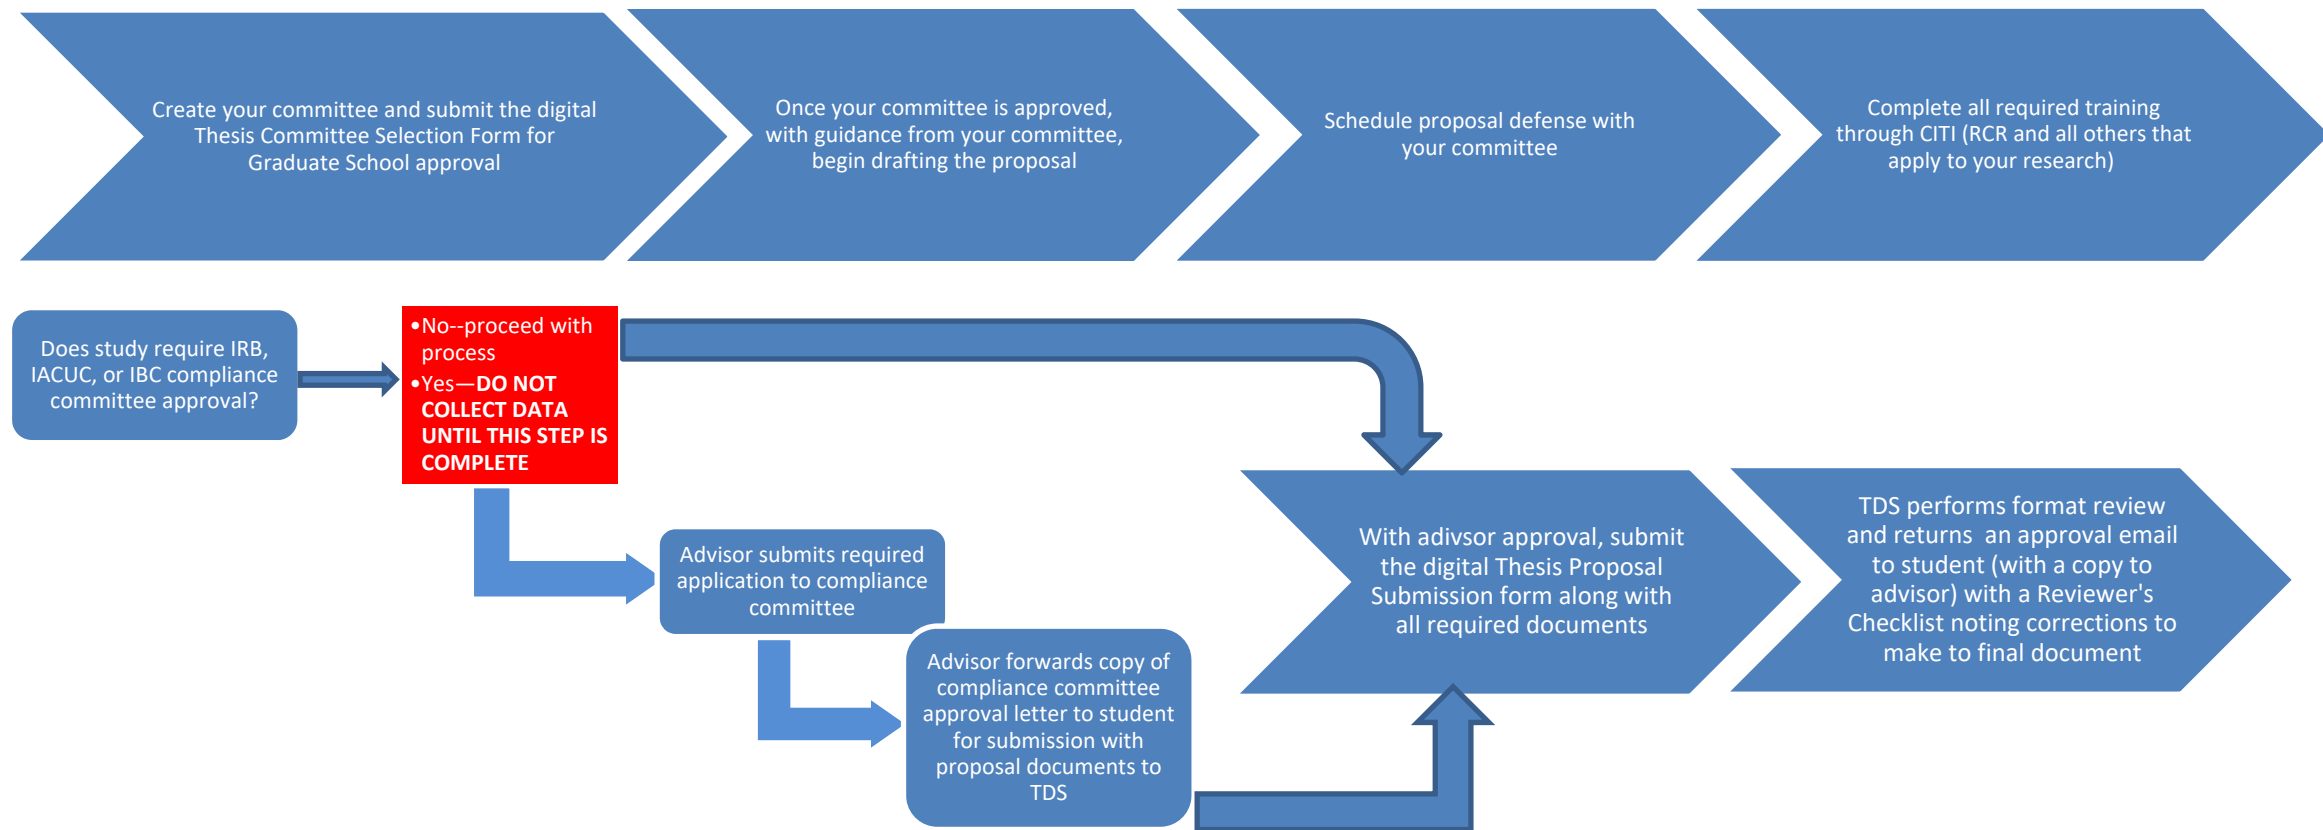 Create your committee and submit the digital
Thesis Committee Selection Form for
Graduate School approval
Once your committee is approved,
with guidance from your committee,
begin drafting the proposal
Schedule proposal defense with
your committee
Complete all required training
through CITI (RCR and all others that
apply to your research)
Does study require IRB,
IACUC, or IBC compliance
committee approval?
•No--proceed with
process
•Yes—DO NOT
COLLECT DATA
UNTIL THIS STEP IS
COMPLETE
Advisor submits required
application to compliance
committee
Advisor forwards copy of
compliance committee
approval letter to student
for submission with
proposal documents to
TDS
With adivsor approval, submit
the digital Thesis Proposal
Submission form along with
all required documents
TDS performs format review
and returns  an approval email
to student (with a copy to
advisor) with a Reviewer's
Checklist noting corrections to
make to final document